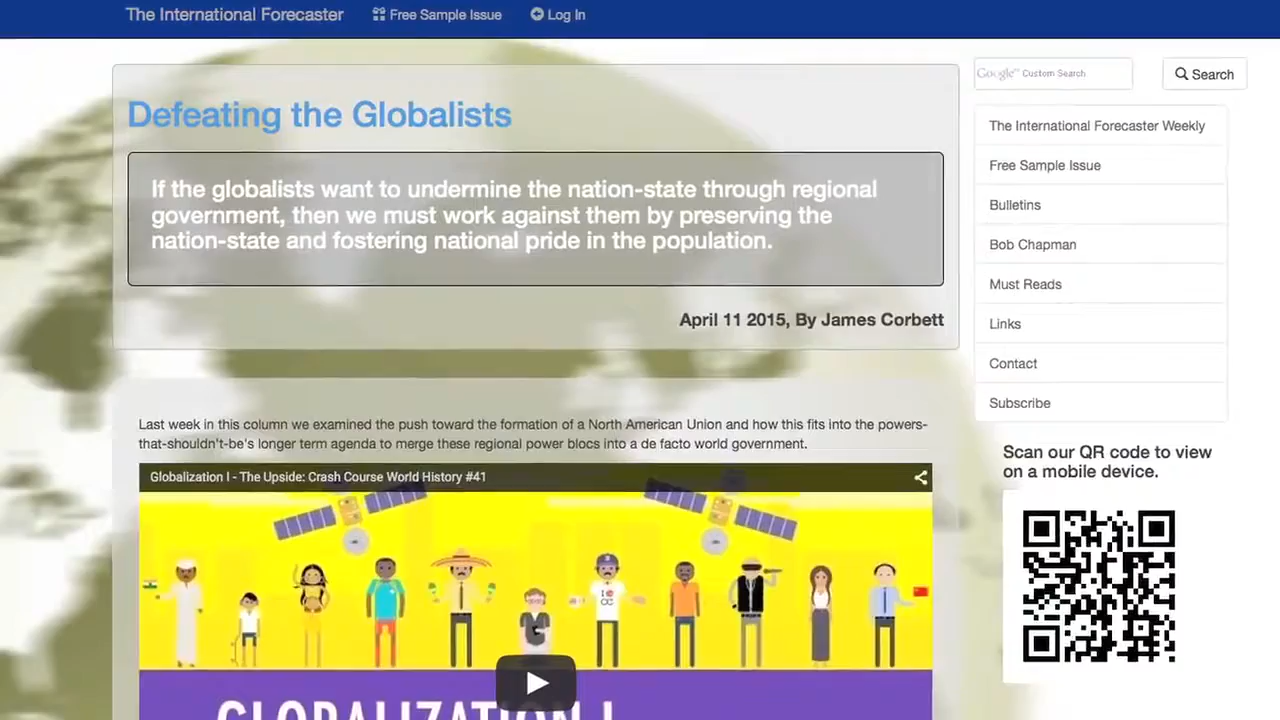 The International Forecaster
Free Sample Issue
Log In
Defeating the Globalists
If the globalists want to undermine the nation-state through regional
government, then we must work against them by preserving the
nation-state and fostering national pride in the population.
April 11 2015, By James Corbett
Last week in this column we examined the push toward the formation of a North American Union and how this fits into the powers-
that-shouldn't-be's longer term agenda to merge these regional power blocs into a de facto world government.
Globalization I - The Upside: Crash Course World History #41
I CC
GLOBALIZATION I
Google™ Custom Search
Search
The International Forecaster Weekly
Free Sample Issue
Bulletins
Bob Chapman
Must Reads
Links
Contact
Subscribe
Scan our QR code to view
on a mobile device.